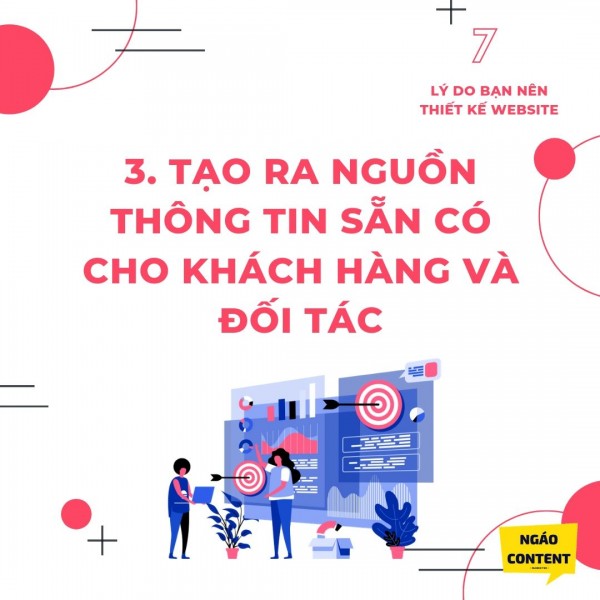 7
LÝ DO BẠN NÊN
THIẾT KẾ WEBSITE
3. TẠO RA NGUỒN
THÔNG TIN SẴN CÓ
CHO KHÁCH HÀNG VÀ
ĐỐI TÁC
NGÁO
CONTENT